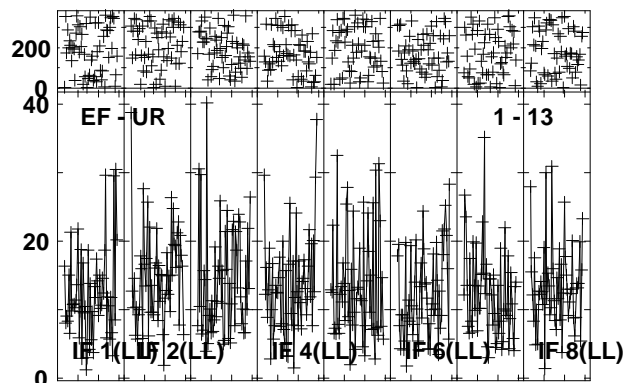 200
0
40
EF - UR
1 - 13
20
0
IF 1(LL)
IF 2(LL)
IF 4(LL)
IF 6(LL)
IF 8(LL)